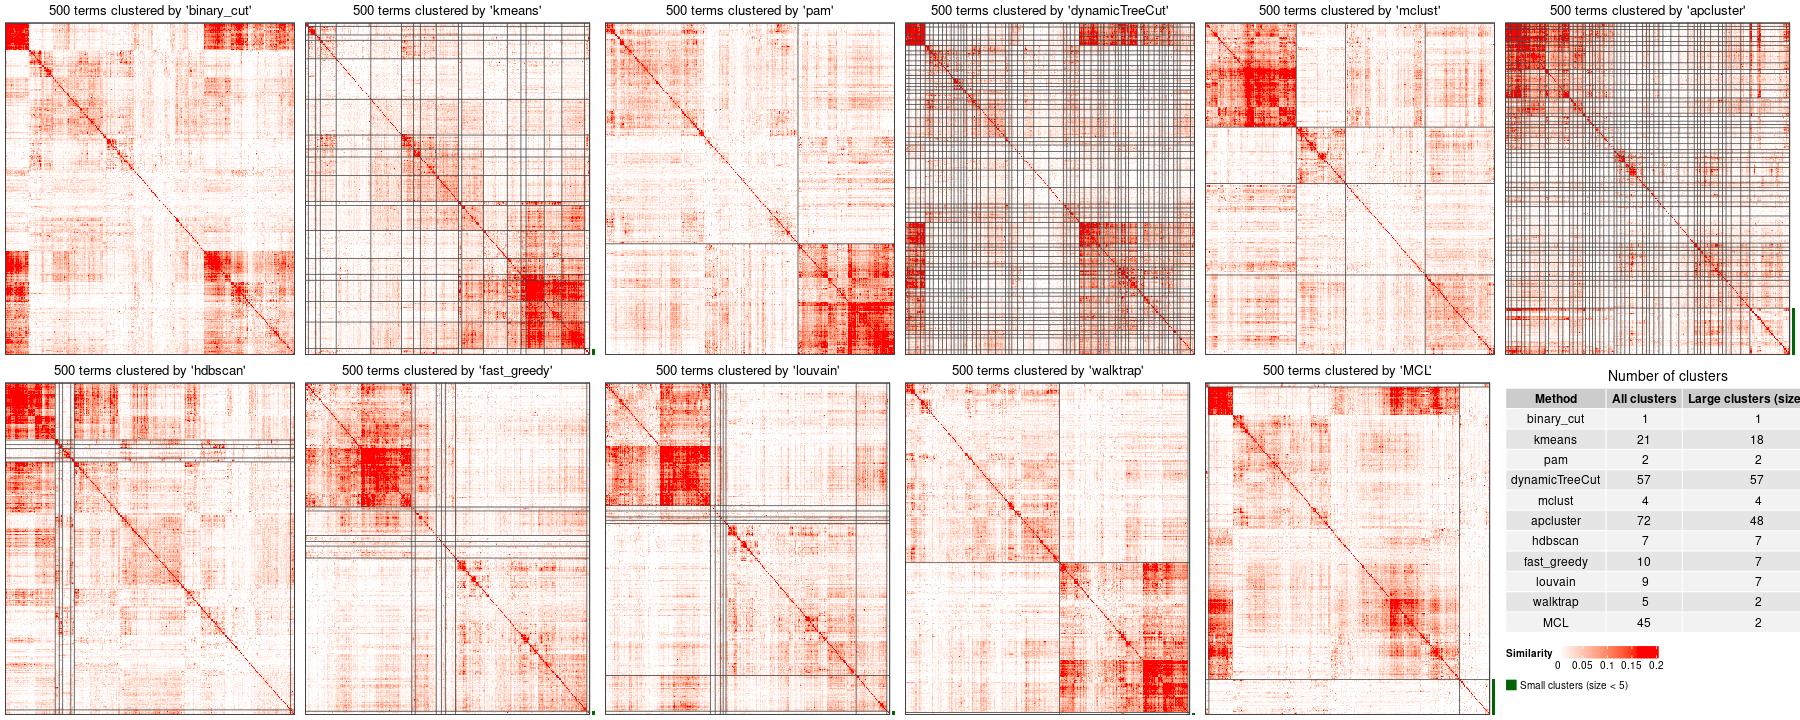 500 terms clustered by 'binary_cut'
500 terms clustered by 'kmeans'
500 terms clustered by 'pam'
500 terms clustered by 'dynamicTreeCut'
500 terms clustered by 'mclust'
500 terms clustered by 'apcluster'
500 terms clustered by 'hdbscan'
500 terms clustered by 'fast_greedy'
500 terms clustered by 'louvain'
500 terms clustered by 'walktrap'
500 terms clustered by 'MCL'
Number of clusters
Method All clusters Large clusters (size
binary_cut 1 1
kmeans 21 18
pam 2 2
dynamicTreeCut 57 57
mclust 4 4
apcluster 72 48
hdbscan 7 7
fast_greedy 10 7
louvain 9 7
walktrap 5 2
MCL 45 2
Similarity
0 0.05 0.1 0.15 0.2
Small clusters (size < 5)